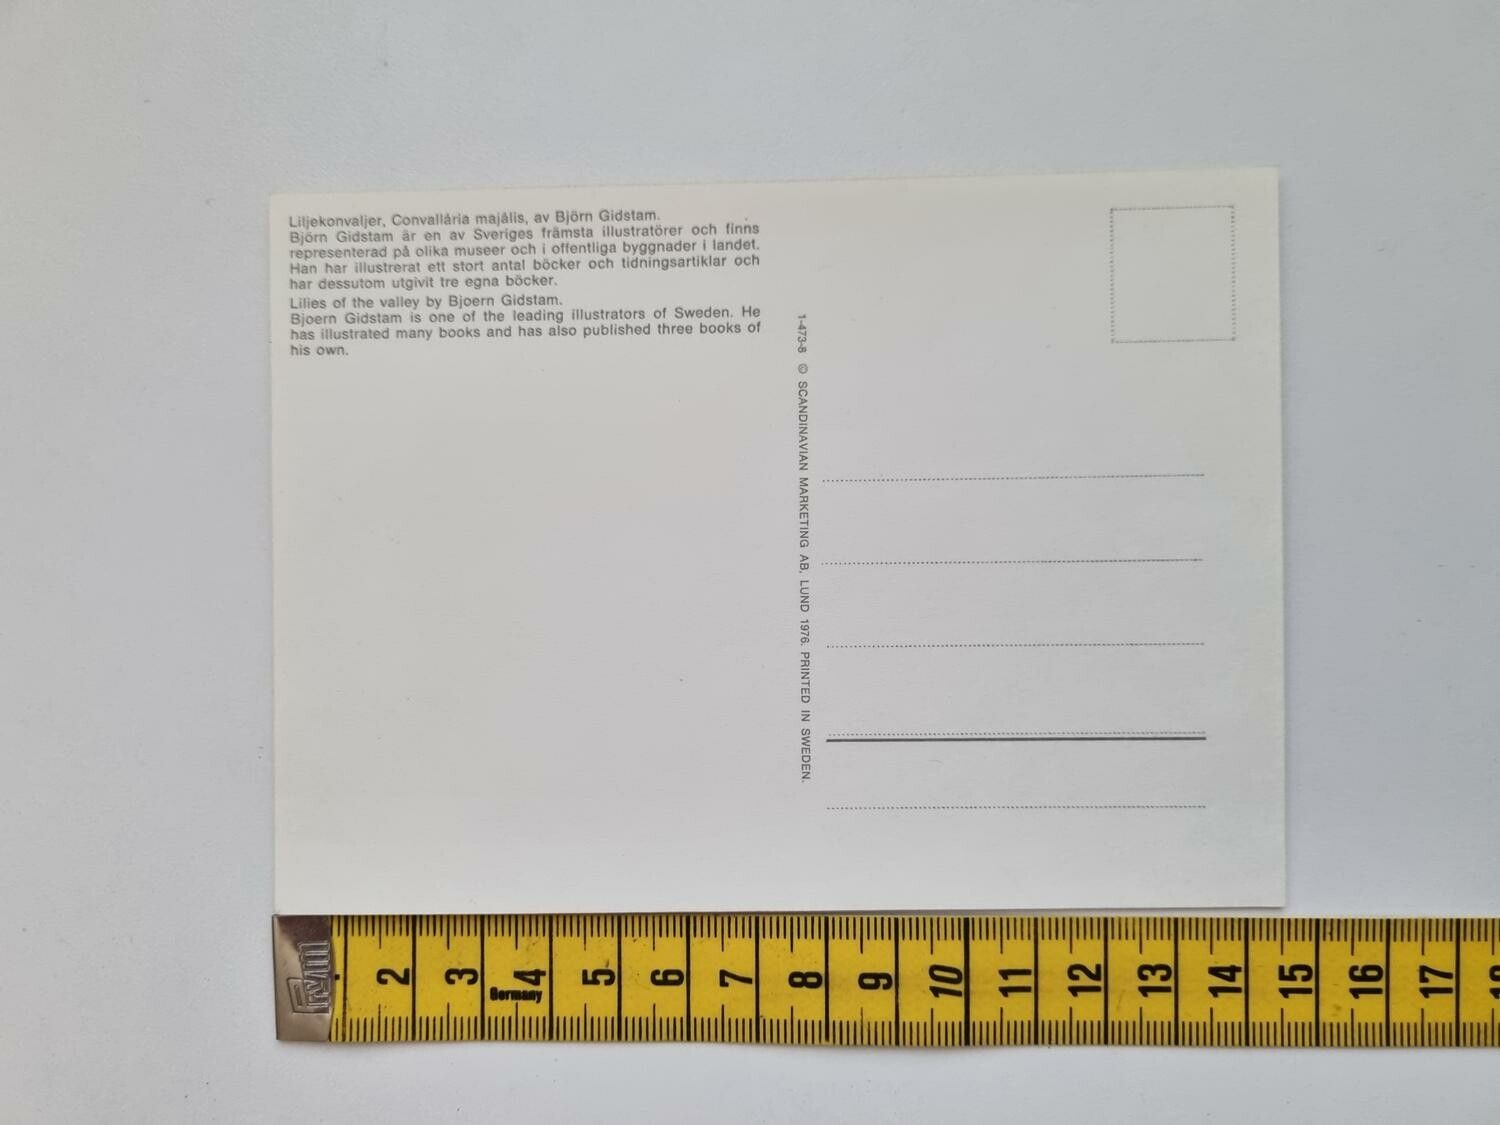 Liljekonvaljer, Convallária majális, av Björn Gidstam.
Björn Gidstam är en av Sveriges främsta illustratörer och finns
representerad på olika museer och i offentliga byggnader i landet.
Han har illustrerat ett stort antal böcker och tidningsartiklar och
har dessutom utgivit tre egna böcker.
Lilies of the valley by Bjoern Gidstam.
Bjoern Gidstam is one of the leading illustrators of Sweden. He
has illustrated many books and has also published three books of
his own.
1-473-8 © SCANDINAVIAN MARKETING AB, LUND 1976. PRINTED IN SWEDEN.
Prym
2 3 4 5 6 7 8 9 10 11 12 13 14 15 16 17
Germany